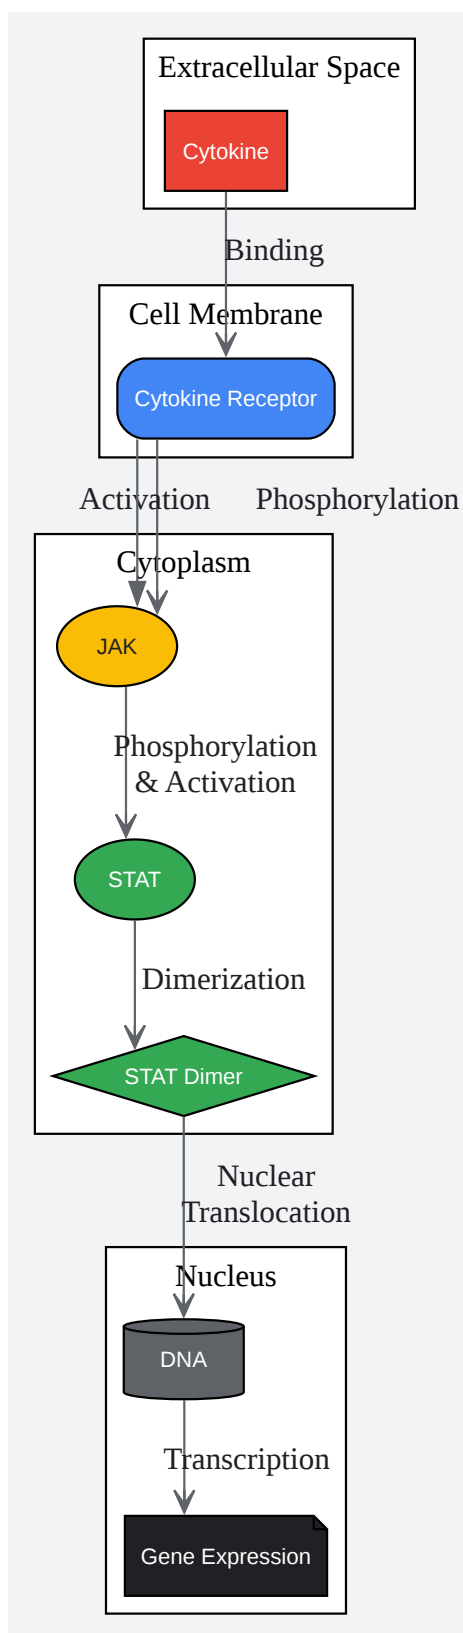 Extracellular Space
Cytokine
Binding
Cell Membrane
Cytokine Receptor
Activation
Phosphorylation
Cytoplasm
JAK
Phosphorylation
& Activation
STAT
Dimerization
STAT Dimer
Nuclear
Translocation
Nucleus
DNA
Transcription
Gene Expression